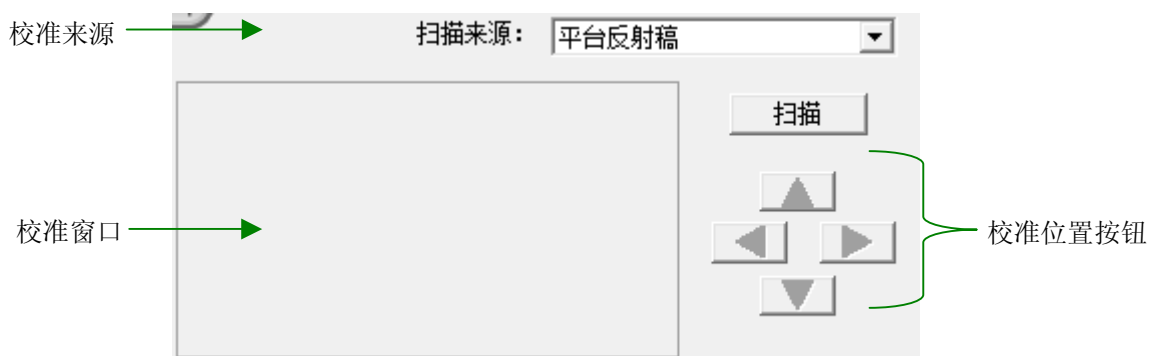 校准来源
扫描来源：
平台反射稿
扫描
校准窗口
校准位置按钮